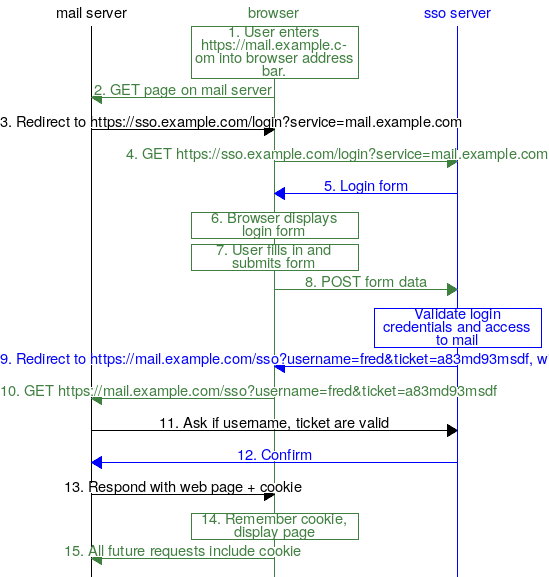 mail server browser sso server
1. User enters
https://mail.example.c-
om into browser address
bar.
2. GET page on mail server
3. Redirect to https://sso.example.com/login?service=mail.example.com
4. GET https://sso.example.com/login?service=mail.example.com
5. Login form
6. Browser displays
login form
7. User fills in and
submits form
8. POST form data
Validate login
credentials and access
to mail
9. Redirect to https://mail.example.com/sso?username=fred&ticket=a83md93msdf, w
10. GET https://mail.example.com/sso?username=fred&ticket=a83md93msdf
11. Ask if username, ticket are valid
12. Confirm
13. Respond with web page + cookie
14. Remember cookie,
display page
15. All future requests include cookie